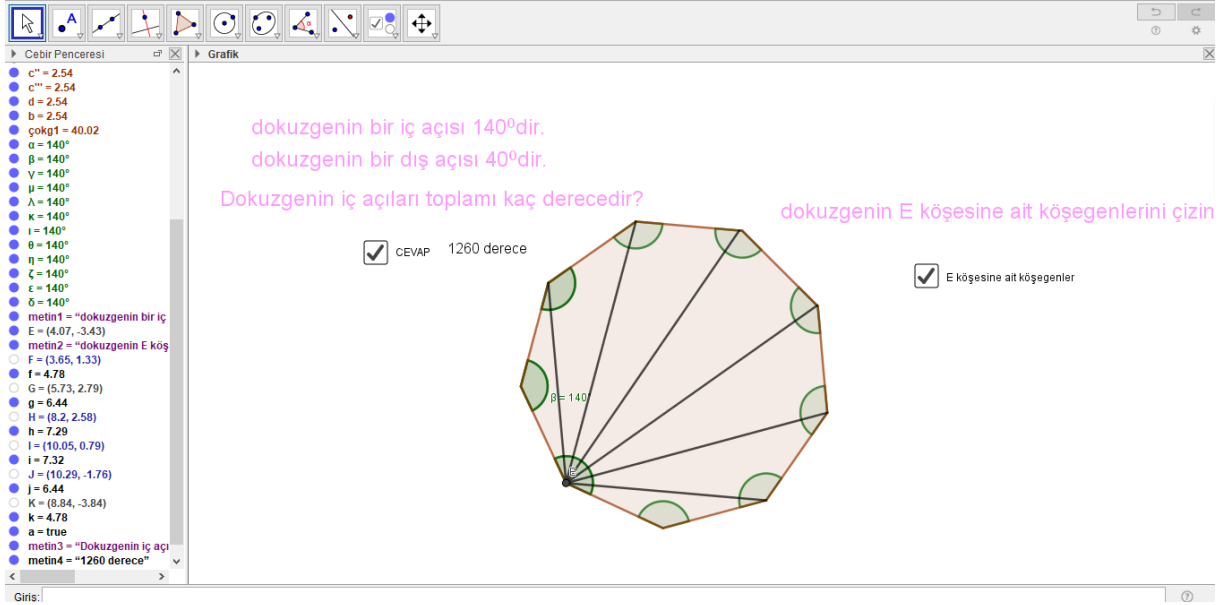 A
α
Cebir Penceresi
Grafik
c'' = 2.54
c''' = 2.54
d = 2.54
b = 2.54
çokg1 = 40.02
α = 140°
β = 140°
γ = 140°
μ = 140°
λ = 140°
κ = 140°
ι = 140°
θ = 140°
η = 140°
ζ = 140°
ε = 140°
δ = 140°
metin1 = “dokuzgenin bir iç
E = (4.07, -3.43)
metin2 = “dokuzgenin E köş
F = (3.65, 1.33)
f = 4.78
G = (5.73, 2.79)
g = 6.44
H = (8.2, 2.58)
h = 7.29
I = (10.05, 0.79)
i = 7.32
J = (10.29, -1.76)
j = 6.44
K = (8.84, -3.84)
k = 4.78
a = true
metin3 = “Dokuzgenin iç açı
metin4 = “1260 derece”
dokuzgenin bir iç açısı 140⁰dir.
dokuzgenin bir dış açısı 40⁰dir.
Dokuzgenin iç açıları toplamı kaç derecedir?
dokuzgenin E köşesine ait köşegenlerini çizin
CEVAP 1260 derece
E köşesine ait köşegenler
β = 140°
E
Giriş: